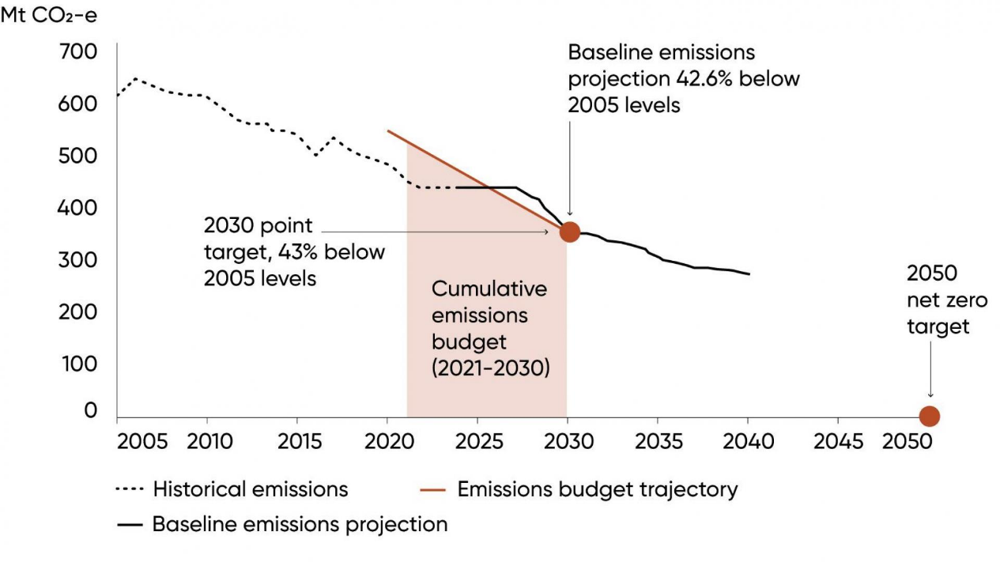 Mt CO₂-e
700
600
500
400
300
200
100
0
Baseline emissions
projection 42.6% below
2005 levels
2030 point
target, 43% below
2005 levels
Cumulative
emissions
budget
(2021-2030)
2050
net zero
target
2005 2010 2015 2020 2025 2030 2035 2040 2045 2050
Historical emissions
Emissions budget trajectory
Baseline emissions projection